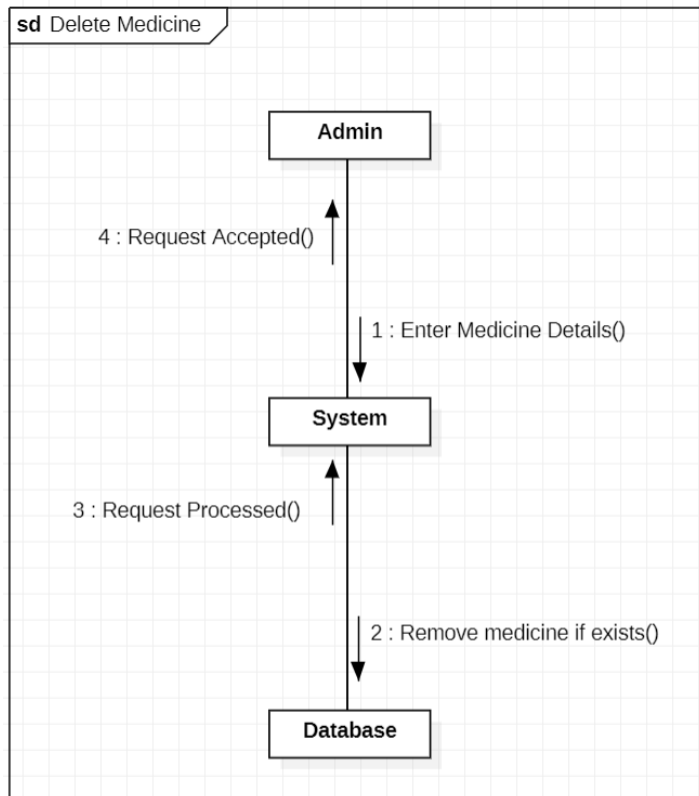 sd Delete Medicine
Admin
4 : Request Accepted()
1 : Enter Medicine Details()
System
3 : Request Processed()
2 : Remove medicine if exists()
Database